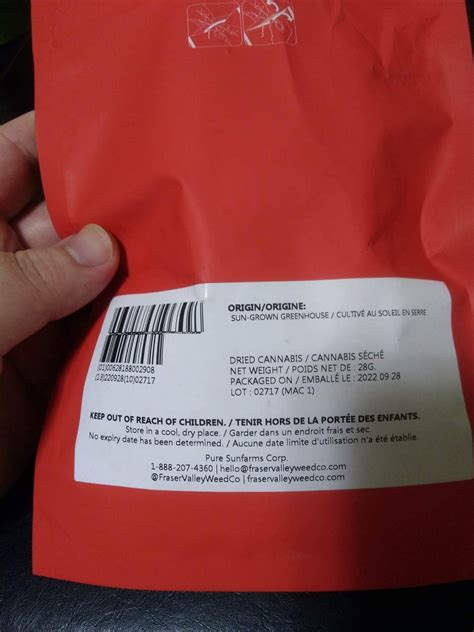 ORIGIN/ORIGINE:
SUN-GROWN GREENHOUSE / CULTIVÉ AU SOLEIL EN SERRE
(01)00628188002908
(13)220928(10)02717
DRIED CANNABIS / CANNABIS SÉCHÉ
NET WEIGHT / POIDS NET DE : 28G.
PACKAGED ON / EMBALLÉ LE : 2022 09 28
LOT : 02717 (MAC 1)
KEEP OUT OF REACH OF CHILDREN. / TENIR HORS DE LA PORTÉE DES ENFANTS.
Store in a cool, dry place. / Garder dans un endroit frais et sec.
No expiry date has been determined. / Aucune date limite d'utilisation n'a été établie.
Pure Sunfarms Corp.
1-888-207-4360 | hello@fraservalleyweedco.com
@FraserValleyWeedCo | fraservalleyweedco.com